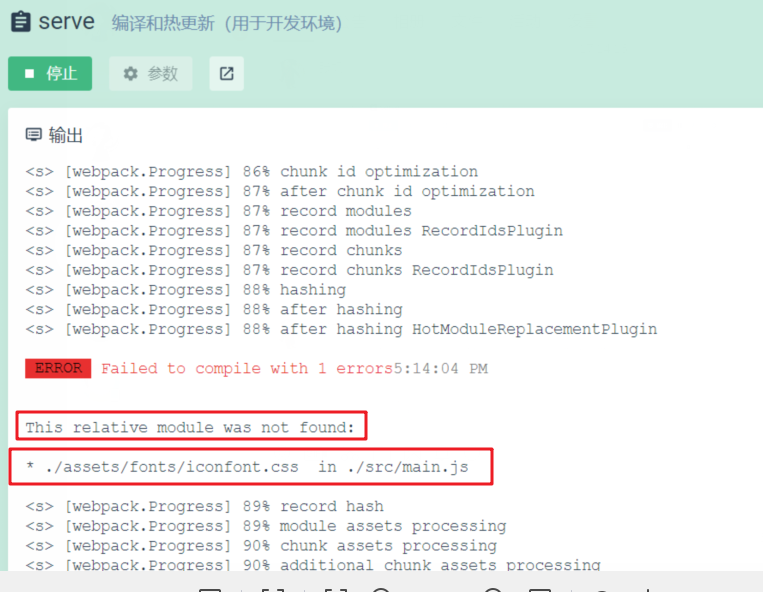 serve 编译和热更新（用于开发环境）
停止 参数
输出
<s> [webpack.Progress] 86% chunk id optimization
<s> [webpack.Progress] 87% after chunk id optimization
<s> [webpack.Progress] 87% record modules
<s> [webpack.Progress] 87% record modules RecordIdsPlugin
<s> [webpack.Progress] 87% record chunks
<s> [webpack.Progress] 87% record chunks RecordIdsPlugin
<s> [webpack.Progress] 88% hashing
<s> [webpack.Progress] 88% after hashing
<s> [webpack.Progress] 88% after hashing HotModuleReplacementPlugin
ERROR Failed to compile with 1 errors5:14:04 PM
This relative module was not found:
* ./assets/fonts/iconfont.css  in ./src/main.js
<s> [webpack.Progress] 89% record hash
<s> [webpack.Progress] 89% module assets processing
<s> [webpack.Progress] 90% chunk assets processing
<s> [webpack.Progress] 90% additional chunk assets processing